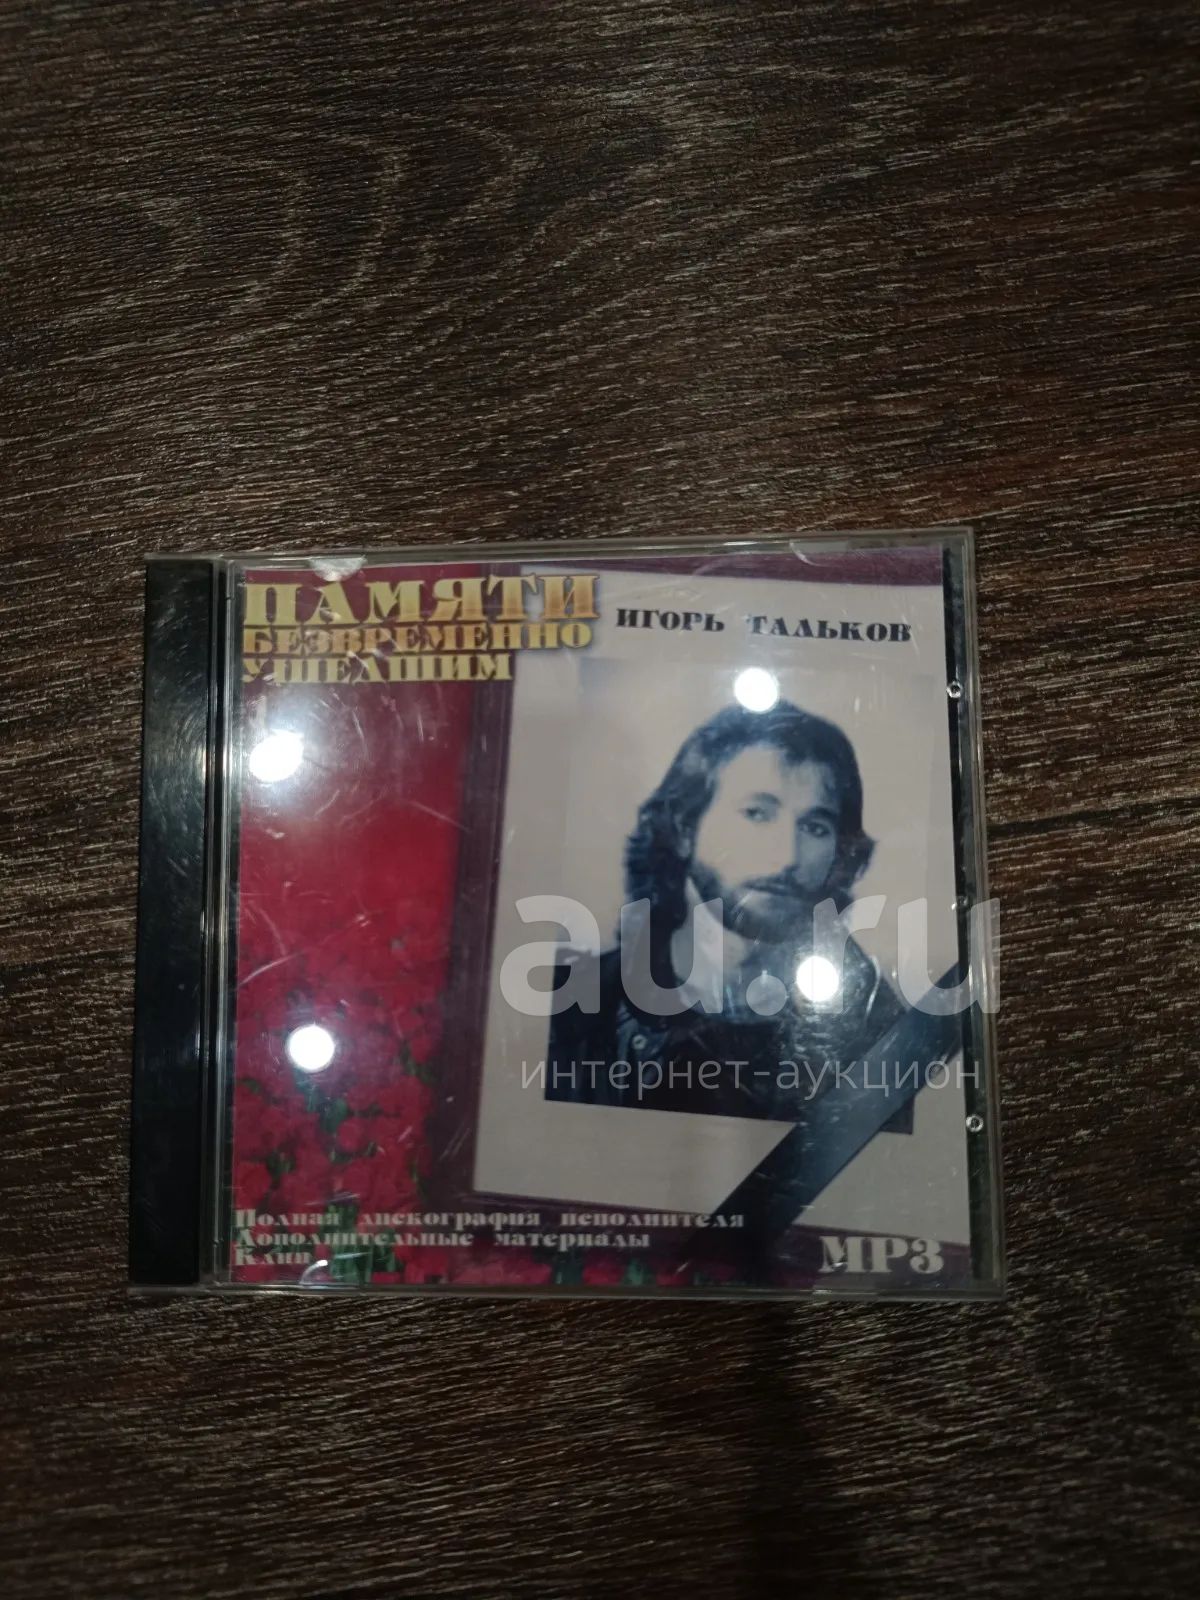 ПАМЯТИ
БЕЗВРЕМЕННО
УШЕДШИМ
ИГОРЬ ТАЛЬКОВ
au.ru
интернет-аукцион
Полная дискография исполнителя
Дополнительные материалы
Клип
MP3